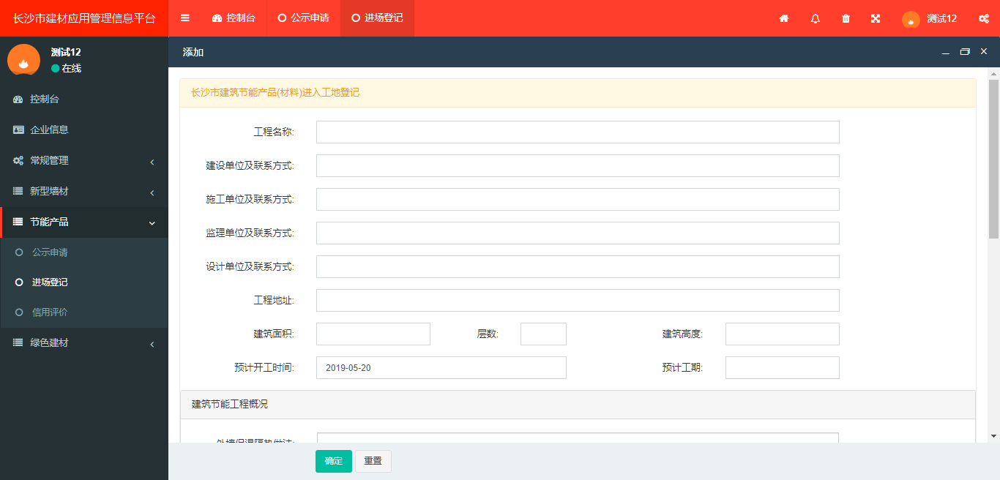 长沙市建材应用管理信息平台
控制台
公示申请
进场登记
测试12
测试12
在线
控制台
企业信息
常规管理
新型墙材
节能产品
公示申请
进场登记
信用评价
绿色建材
添加
长沙市建筑节能产品(材料)进入工地登记
工程名称:
建设单位及联系方式:
施工单位及联系方式:
监理单位及联系方式:
设计单位及联系方式:
工程地址:
建筑面积: 层数: 建筑高度:
预计开工时间: 2019-05-20 预计工期:
建筑节能工程概况
外墙保温隔热做法:
确定 重置